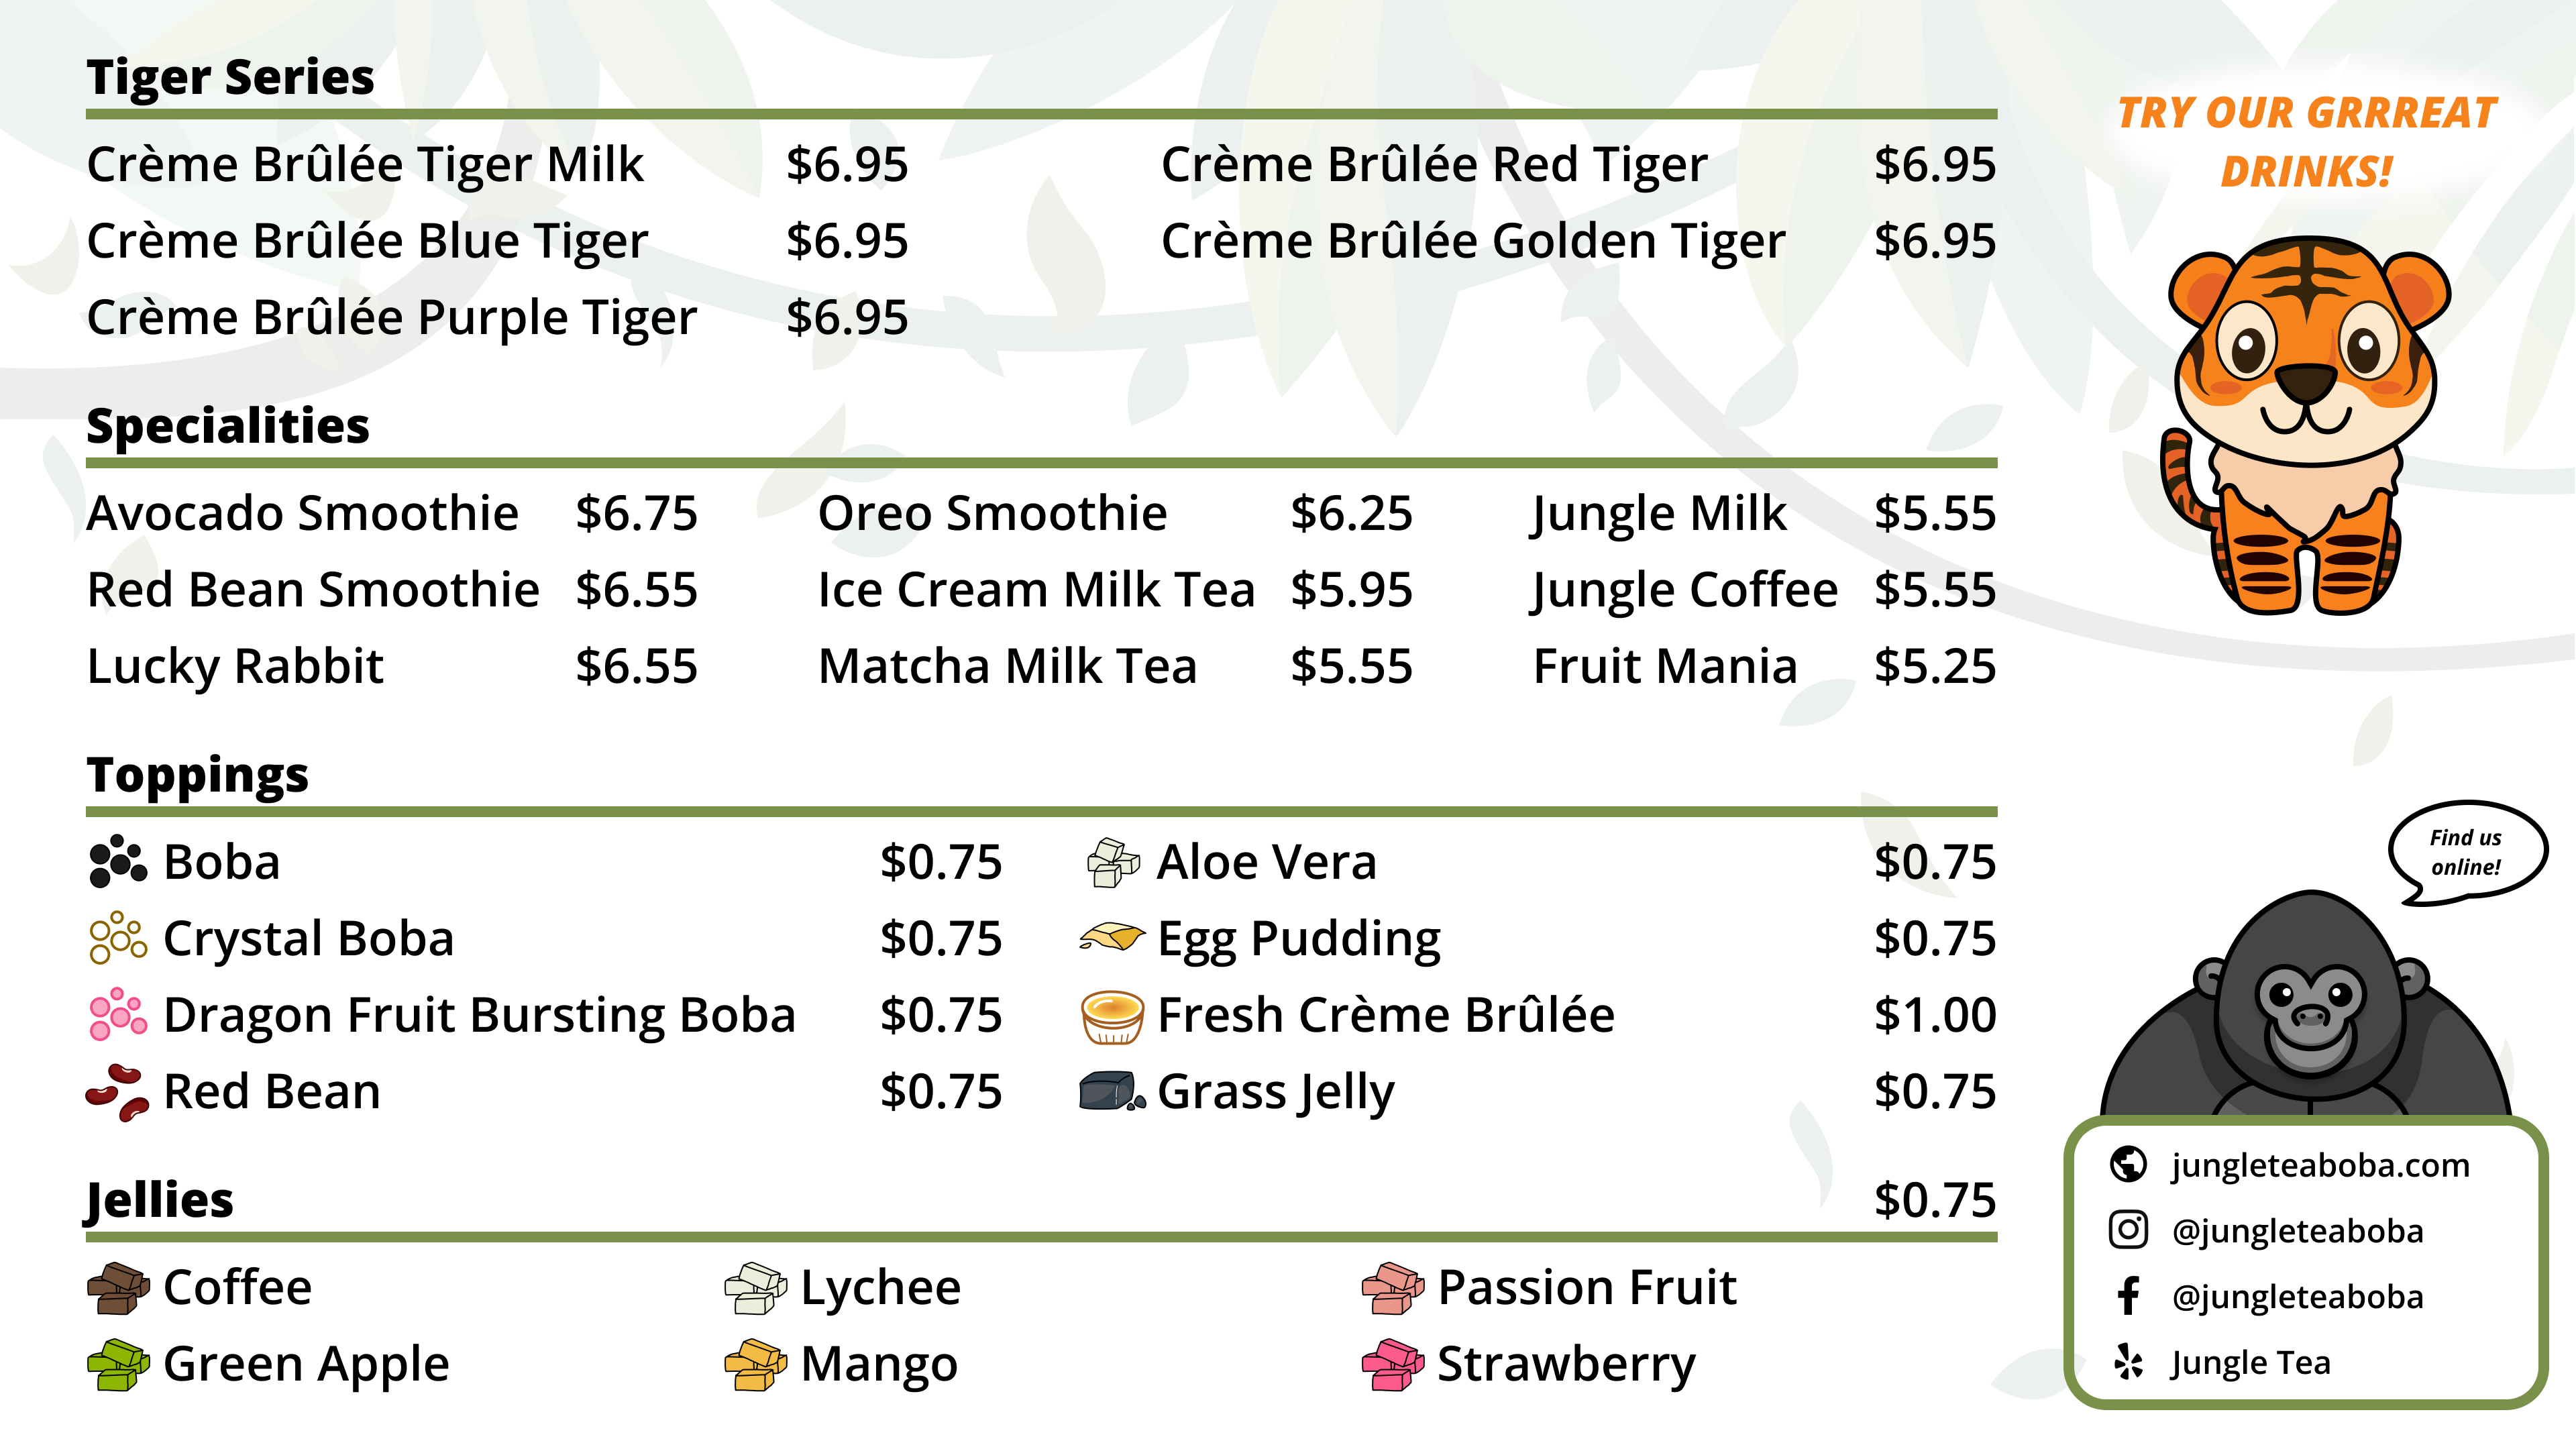 Tiger Series
Crème Brûlée Tiger Milk $6.95 Crème Brûlée Red Tiger $6.95
Crème Brûlée Blue Tiger $6.95 Crème Brûlée Golden Tiger $6.95
Crème Brûlée Purple Tiger $6.95
Specialities
Avocado Smoothie $6.75 Oreo Smoothie $6.25 Jungle Milk $5.55
Red Bean Smoothie $6.55 Ice Cream Milk Tea $5.95 Jungle Coffee $5.55
Lucky Rabbit $6.55 Matcha Milk Tea $5.55 Fruit Mania $5.25
Toppings
Boba $0.75 Aloe Vera $0.75
Crystal Boba $0.75 Egg Pudding $0.75
Dragon Fruit Bursting Boba $0.75 Fresh Crème Brûlée $1.00
Red Bean $0.75 Grass Jelly $0.75
Jellies $0.75
Coffee Lychee Passion Fruit
Green Apple Mango Strawberry
TRY OUR GRRREAT
DRINKS!
Find us
online!
jungleteaboba.com
@jungleteaboba
@jungleteaboba
Jungle Tea